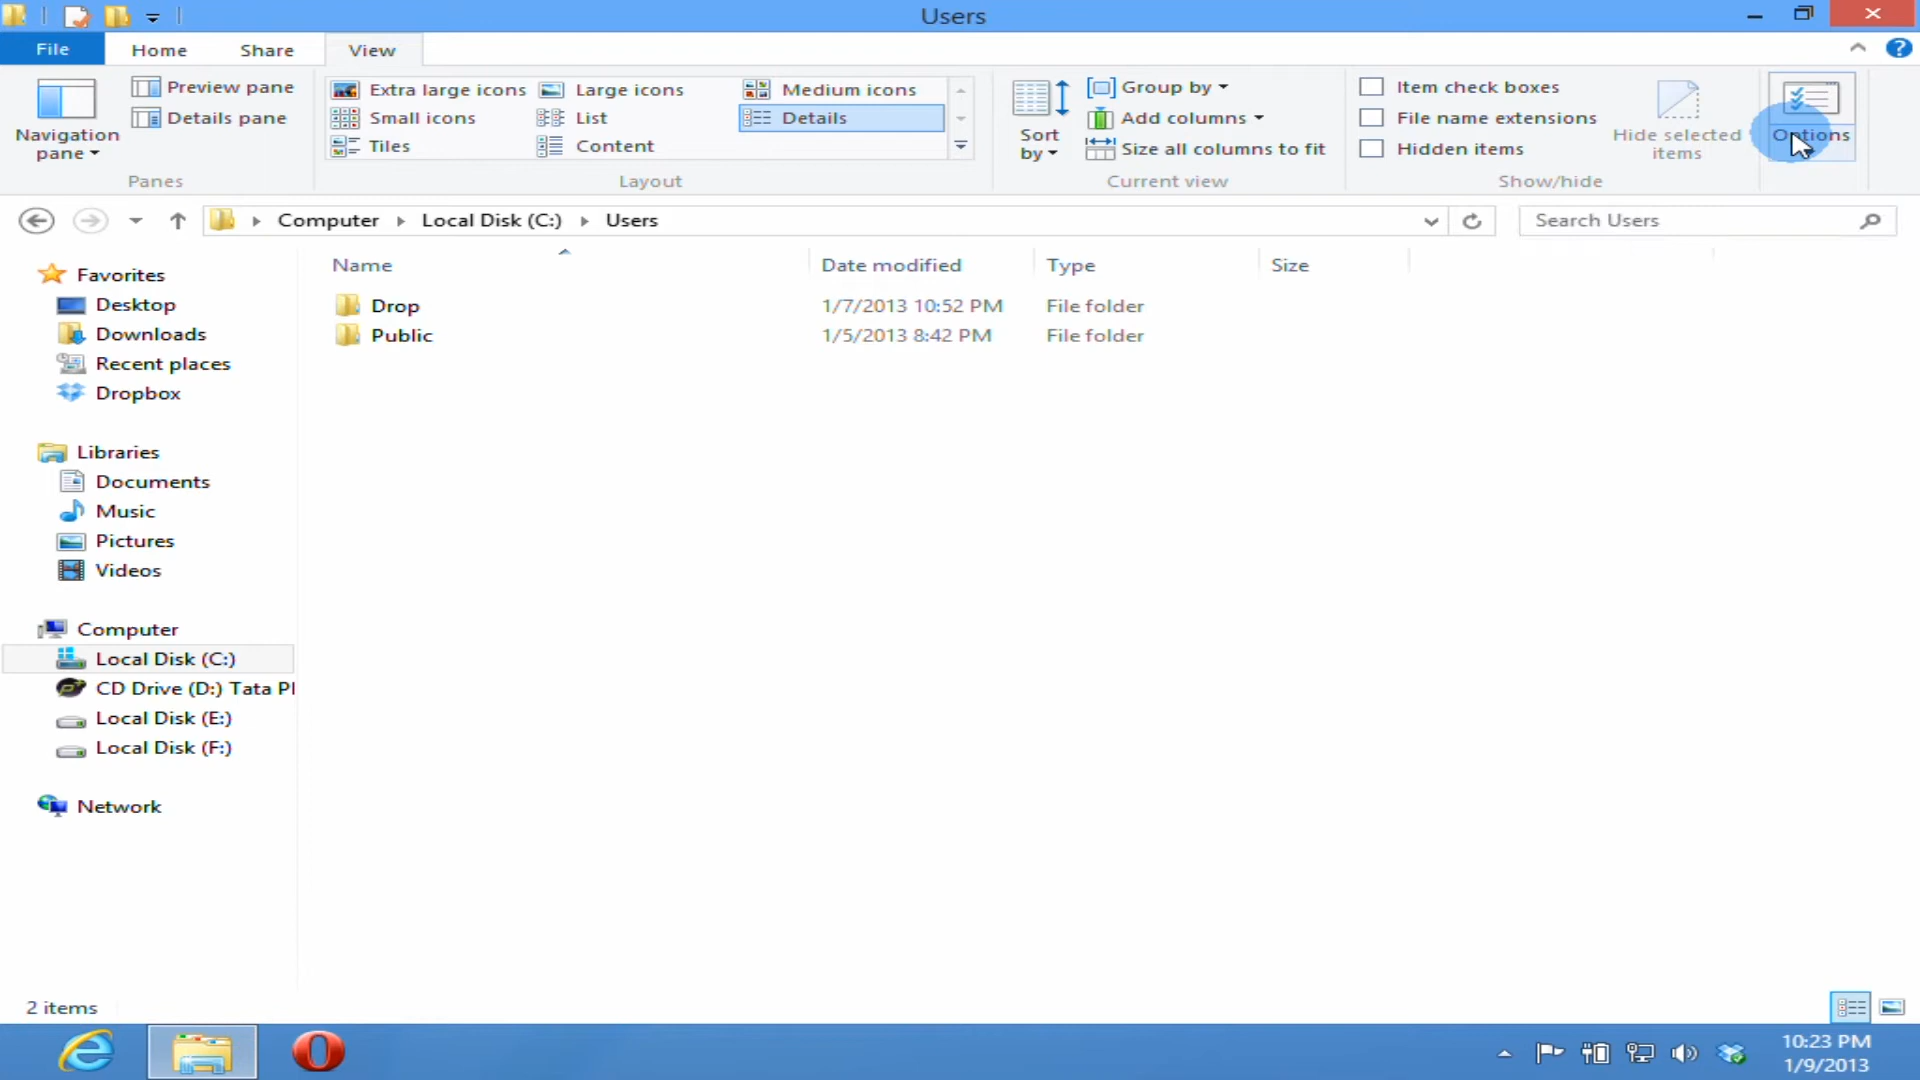 Users
File
Home
Share
View
Navigation
pane
Preview pane
Details pane
Panes
Extra large icons
Large icons
Medium icons
Small icons
List
Details
Tiles
Content
Layout
Sort
by
Group by
Add columns
Size all columns to fit
Current view
Item check boxes
File name extensions
Hidden items
Hide selected
items
Show/hide
Options
Computer
Local Disk (C:)
Users
Search Users
Name
Date modified
Type
Size
Drop
1/7/2013 10:52 PM
File folder
Public
1/5/2013 8:42 PM
File folder
Favorites
Desktop
Downloads
Recent places
Dropbox
Libraries
Documents
Music
Pictures
Videos
Computer
Local Disk (C:)
CD Drive (D:) Tata Pl
Local Disk (E:)
Local Disk (F:)
Network
2 items
10:23 PM
1/9/2013